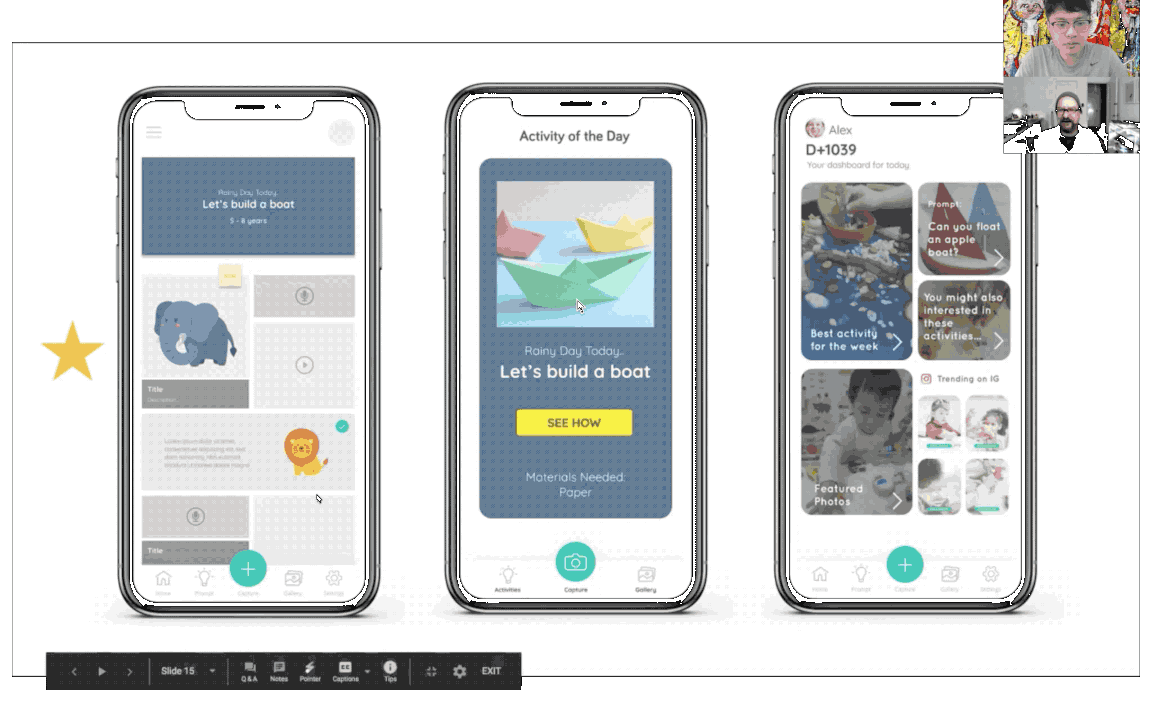 Rainy Day Today..
Let's build a boat
5 - 8 years
Title
Title
Home
Prompt
Capture
Gallery
Settings
Activity of the Day
Rainy Day Today..
Let's build a boat
SEE HOW
Materials Needed:
Paper
Activities
Capture
Gallery
Alex
D+1039
Your dashboard for today
Prompt:
Can you float
an apple
boat?
Best activity
for the week
You might also
interested in
these
activities...
Trending on IG
Featured
Photos
Home
Prompt
Capture
Gallery
Settings
Slide 15
Q&A
Notes
Pointer
CC
Captions
Tips
EXIT